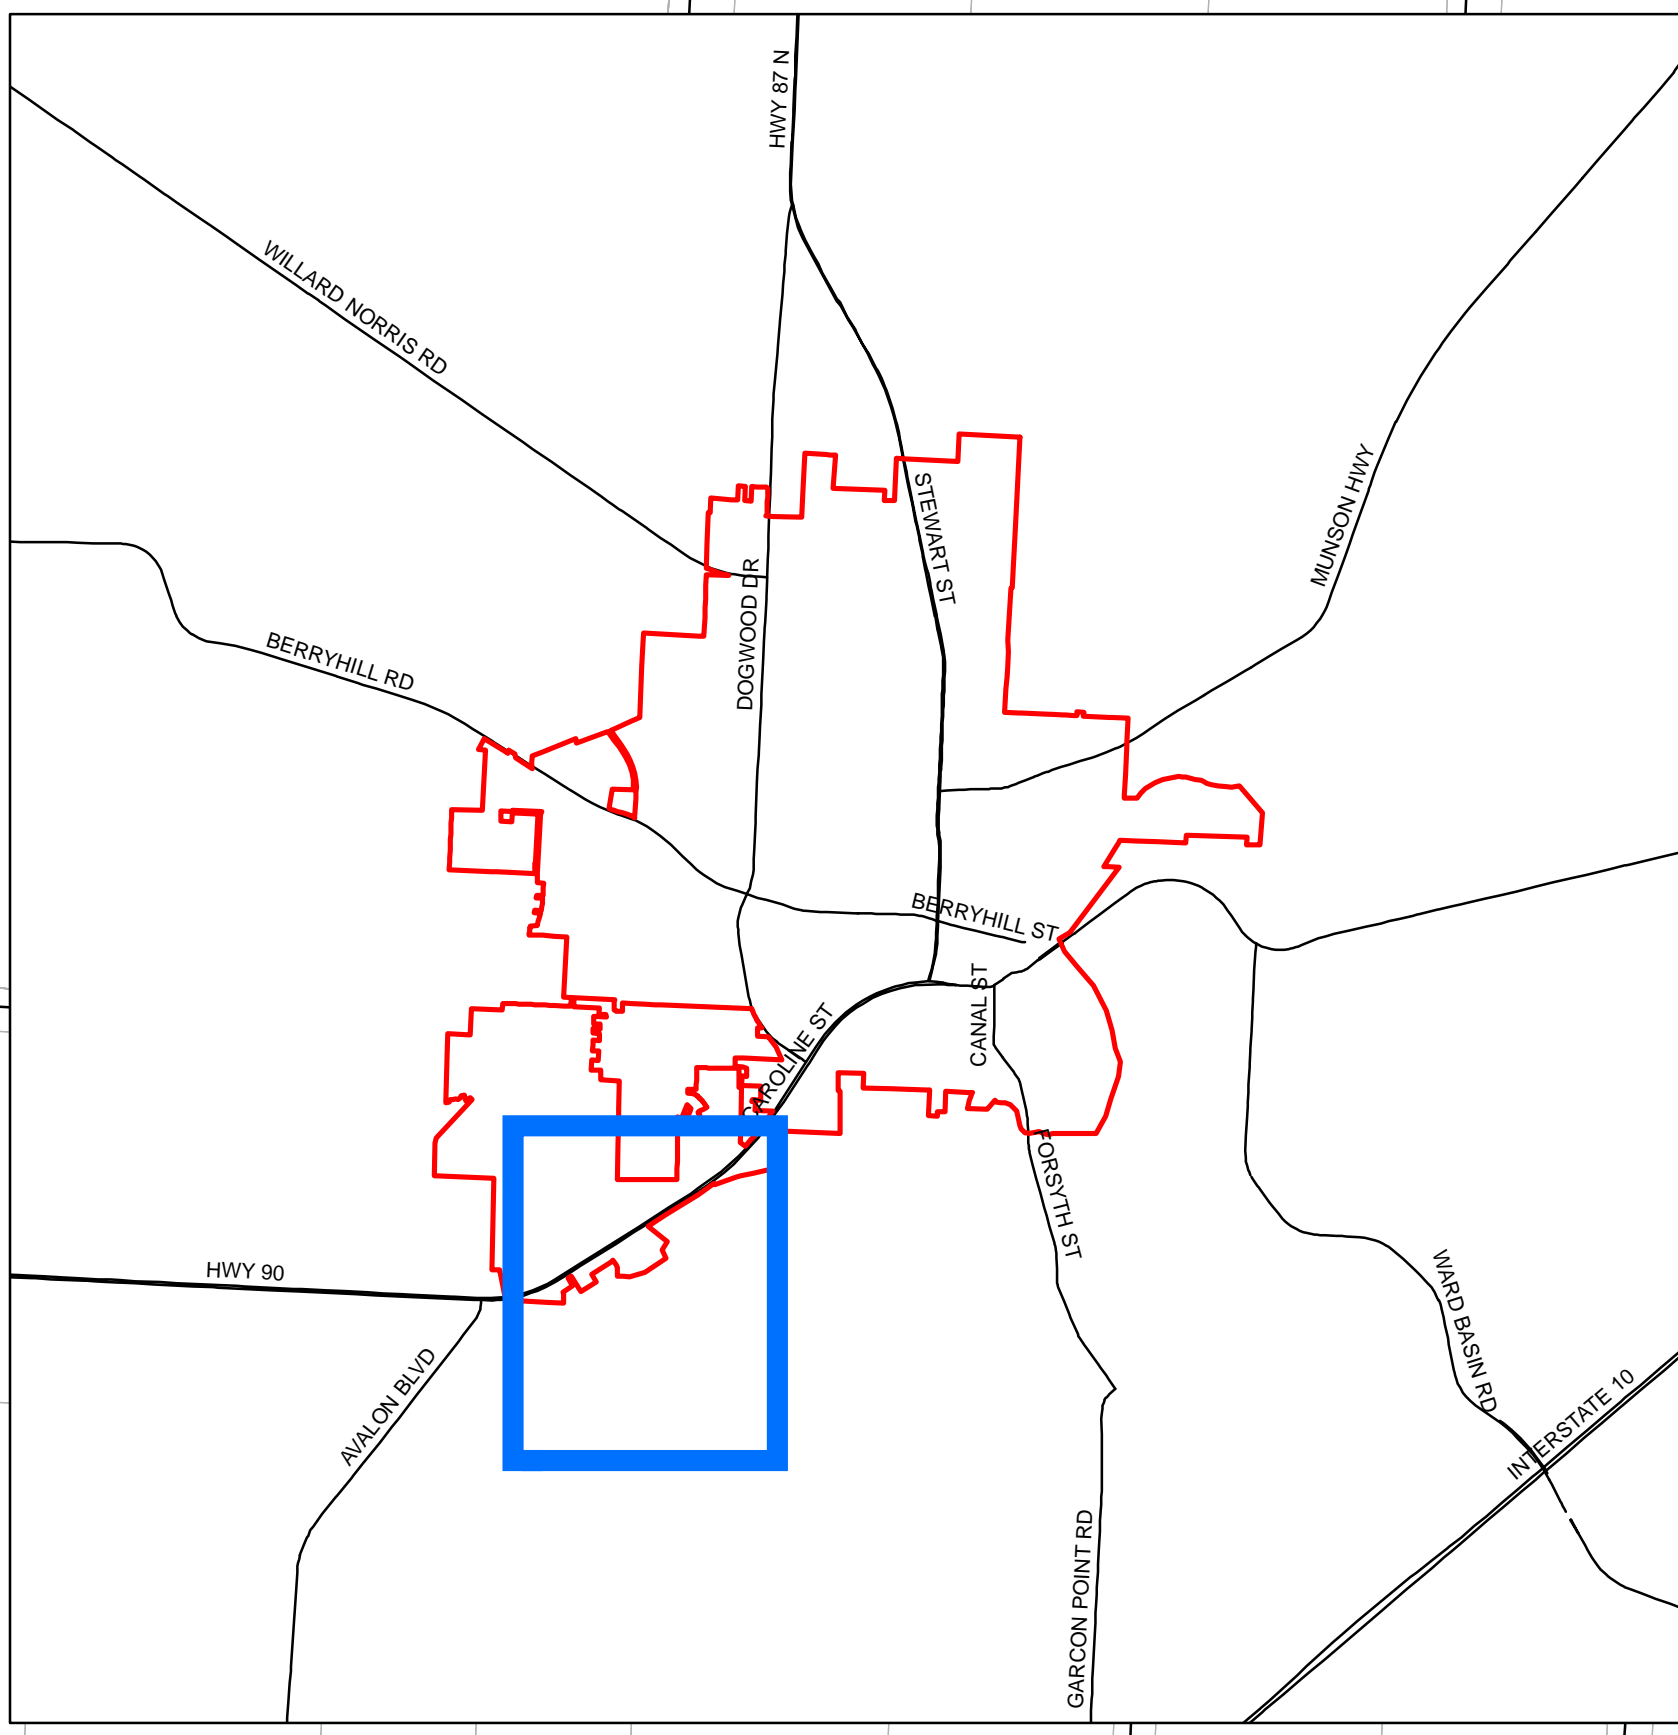 HWY 87 N
WILLARD NORRIS RD
MUNSON HWY
STEWART ST
DOGWOOD DR
BERRYHILL RD
BERRYHILL ST
CANAL ST
CAROLINE ST
FORSYTH ST
HWY 90
WARD BASIN RD
AVALON BLVD
INTERSTATE 10
GARCON POINT RD